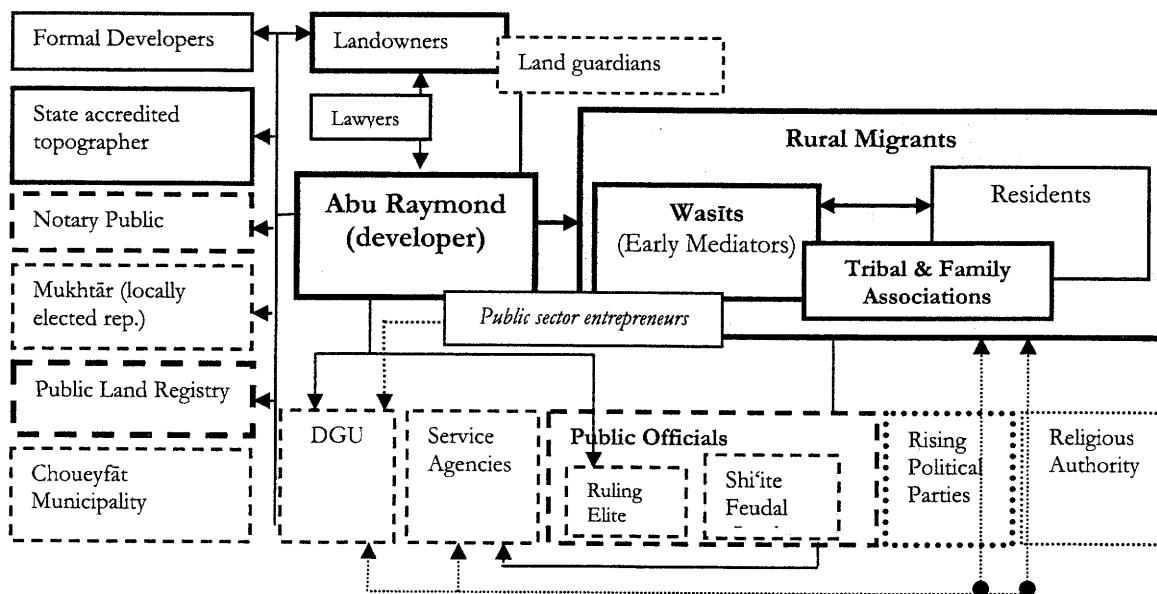 Formal Developers
State accredited
topographer
Notary Public
Mukhtār (locally
elected rep.)
Public Land Registry
Choueyfāt
Municipality
Landowners
Land guardians
Lawyers
Abu Raymond
(developer)
Rural Migrants
Wasīts
(Early Mediators)
Residents
Tribal & Family
Associations
Public sector entrepreneurs
DGU
Service
Agencies
Public Officials
Ruling
Elite
Shi‘ite
Feudal
Rising
Political
Parties
Religious
Authority